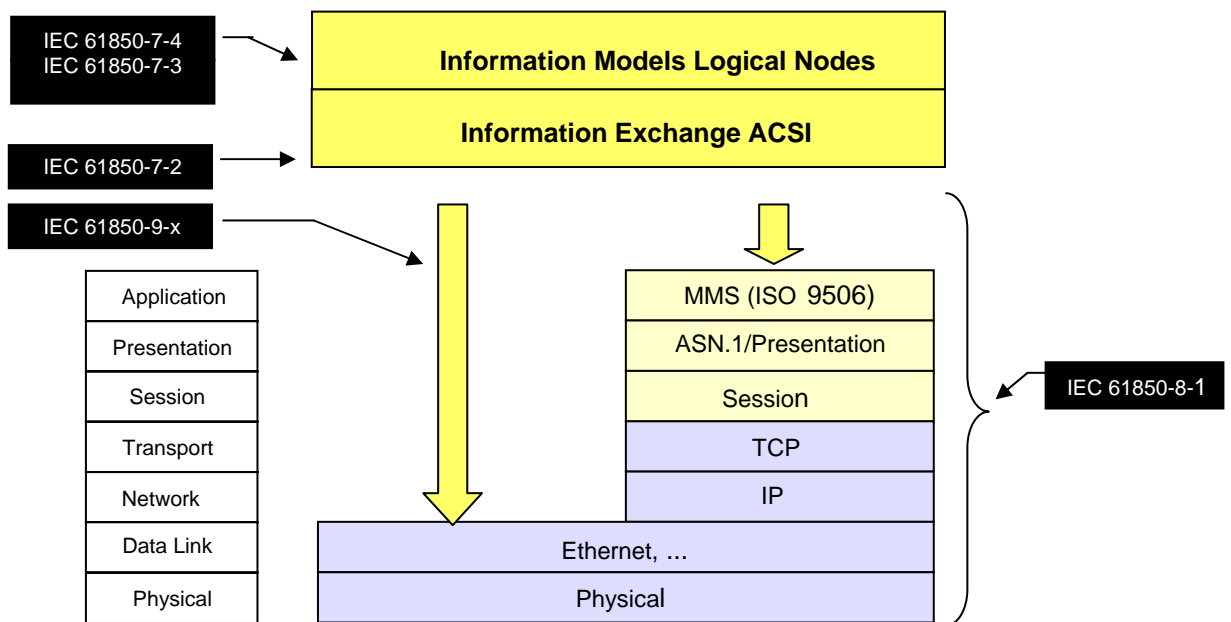 IEC 61850-7-4
IEC 61850-7-3
Information Models Logical Nodes
Information Exchange ACSI
IEC 61850-7-2
IEC 61850-9-x
Application
Presentation
Session
Transport
Network
Data Link
Physical
MMS (ISO 9506)
ASN.1/Presentation
Session
TCP
IP
Ethernet, ...
Physical
IEC 61850-8-1